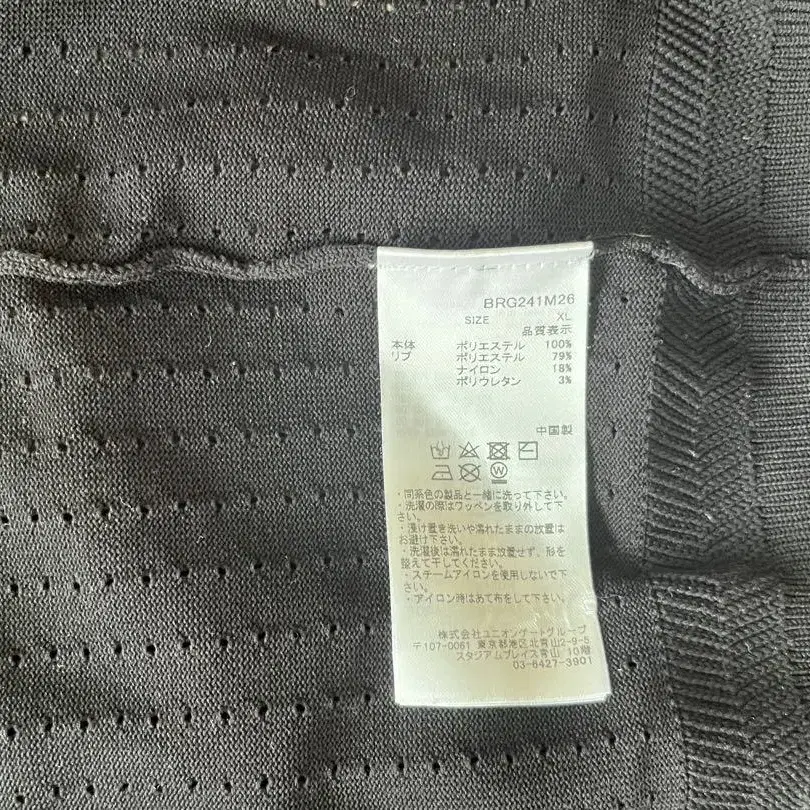 BRG241M26
SIZE XL
品質表示
本体 ポリエステル 100%
リブ ポリエステル 79%
ナイロン 18%
ポリウレタン 3%
中国製
・同系色の製品と一緒に洗って下さい。
・洗濯の際はワッペンを取り外して下
さい。
・浸け置き洗いや濡れたままの放置は
お避け下さい。
・洗濯後は濡れたまま放置せず、形を
整えて干してください。
・スチームアイロンを使用しないで下
さい。
・アイロン時はあて布をして下さい。
株式会社ユニオンゲートグループ
〒107-0061 東京都港区北青山2-9-5
スタジアムプレイス青山 10階
03-6427-3901